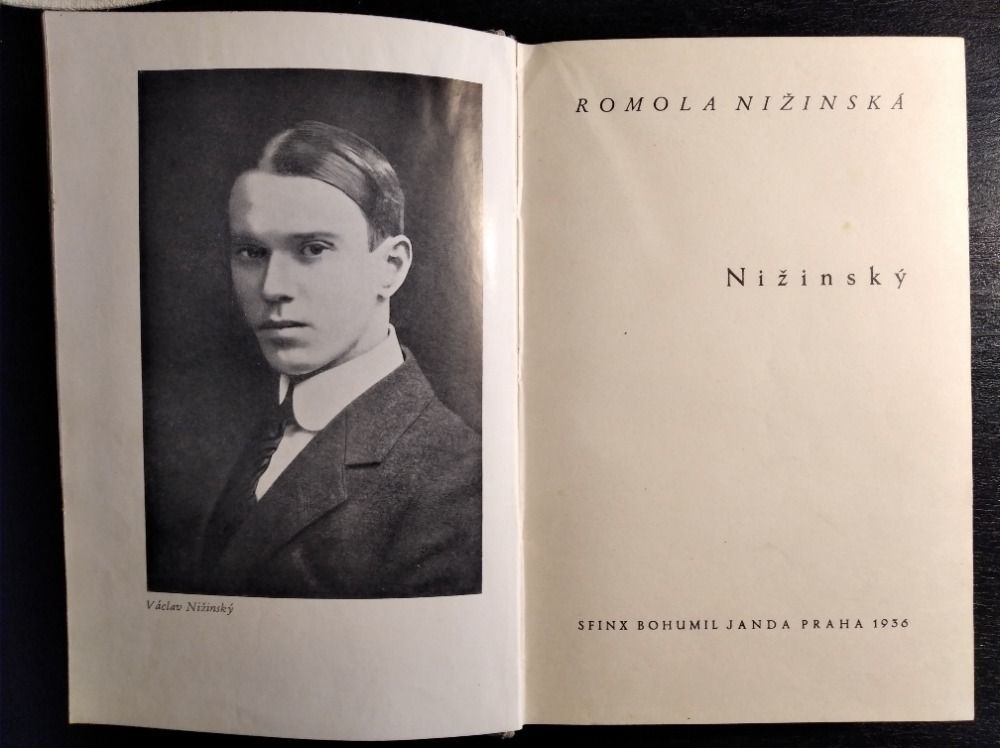 Václav Nižinský
ROMOLA NIŽINSKÁ
Nižinský
SFINX BOHUMIL JANDA PRAHA 1936